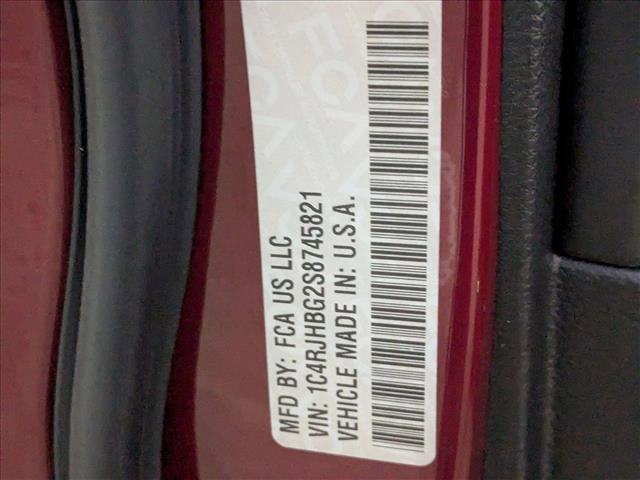 MFD BY: FCA US LLC
VIN: 1C4RJHBG2S8745821
VEHICLE MADE IN: U.S.A.